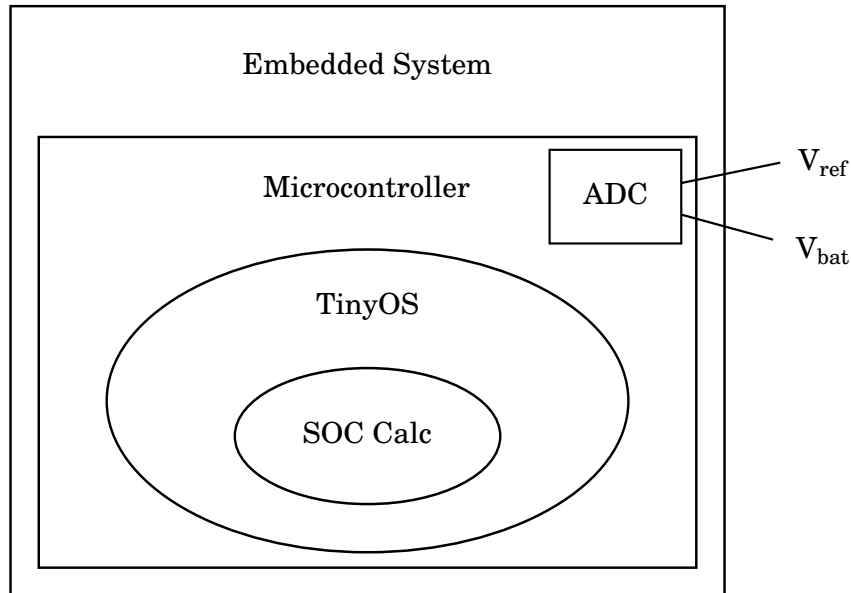 Embedded System
Microcontroller
ADC
V_ref
V_bat
TinyOS
SOC Calc